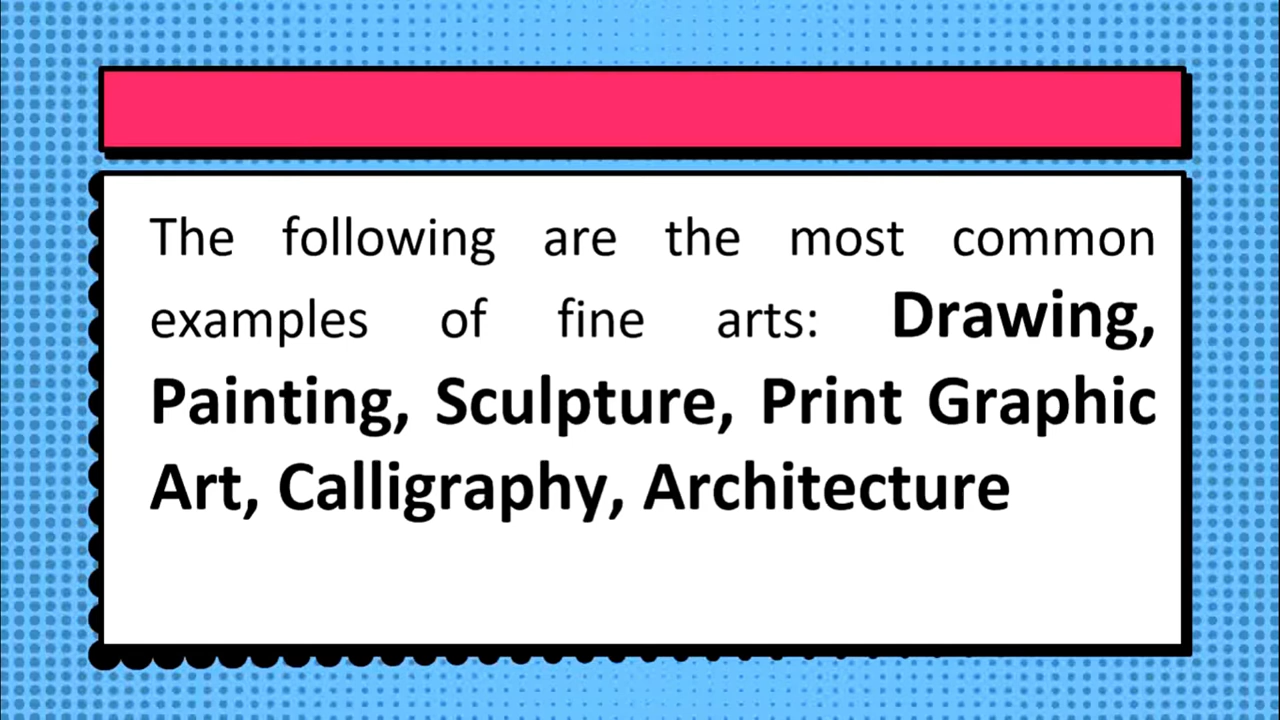 The following are the most common
examples of fine arts: Drawing,
Painting, Sculpture, Print Graphic
Art, Calligraphy, Architecture